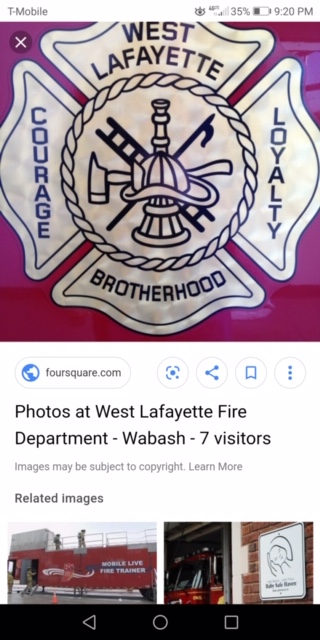 T-Mobile
35%
9:20 PM
WEST
LAFAYETTE
COURAGE
LOYALTY
BROTHERHOOD
foursquare.com
Photos at West Lafayette Fire
Department - Wabash - 7 visitors
Images may be subject to copyright. Learn More
Related images
MOBILE LIVE
FIRE TRAINER
Baby Safe Haven